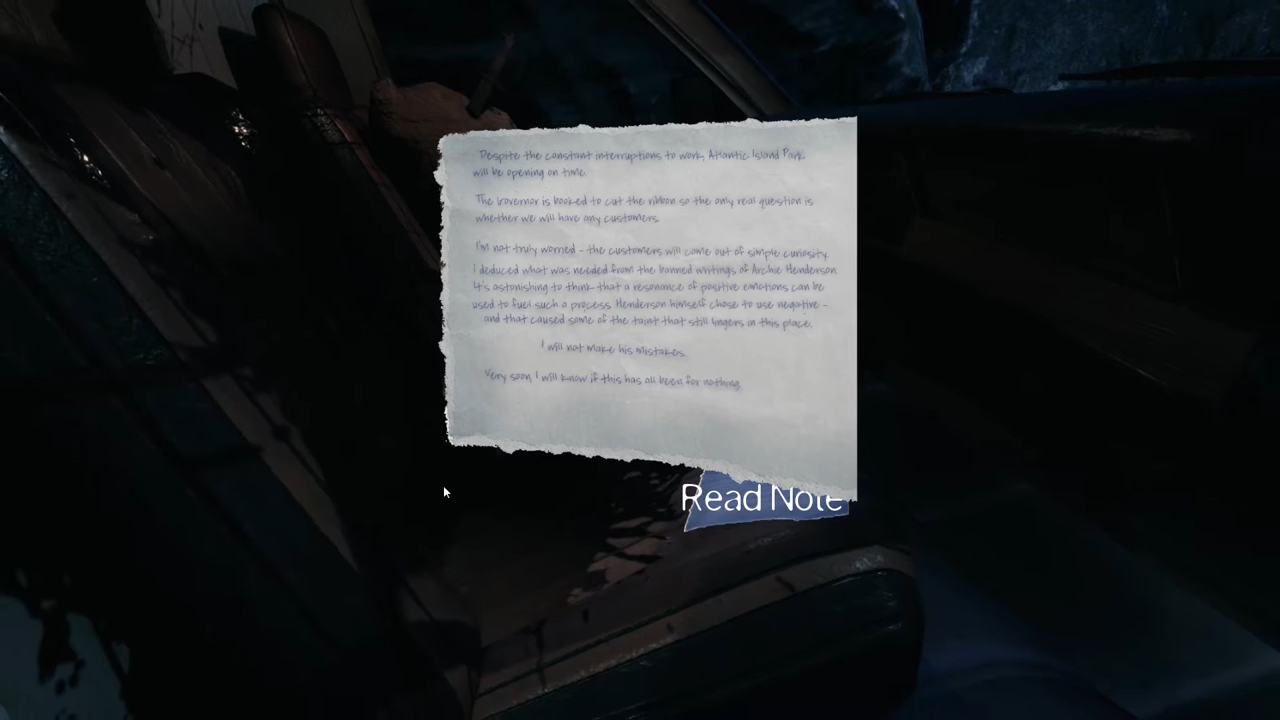 Despite the constant interruptions to work, Atlantic Island Park
will be opening on time.
The Governor is booked to cut the ribbon so the only real question is
whether we will have any customers.
I'm not truly worried - the customers will come out of simple curiosity.
I deduced what was needed from the banned writings of Archie Henderson
It's astonishing to think that a resonance of positive emotions can be
used to fuel such a process. Henderson himself chose to use negative -
and that caused some of the taint that still lingers in this place.
I will not make his mistakes.
Very soon, I will know if this has all been for nothing.
Read Note